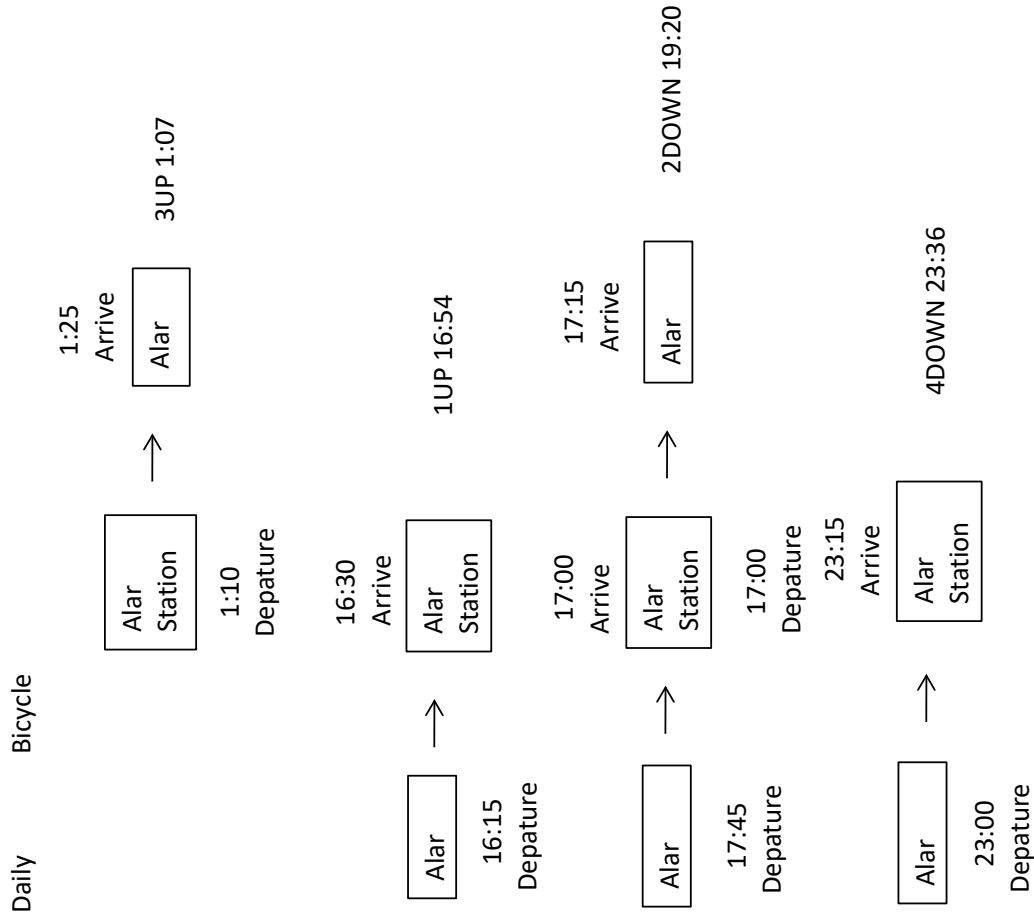 Daily Bicycle
1:25
Arrive
Alar
Station
Alar
3UP 1:07
1:10
Depature
16:30
Arrive
Alar
Alar
Station
1UP 16:54
16:15
Depature
17:00
Arrive
17:15
Arrive
Alar
Alar
Station
Alar
2DOWN 19:20
17:45
Depature
17:00
Depature
23:15
Arrive
Alar
Alar
Station
4DOWN 23:36
23:00
Depature